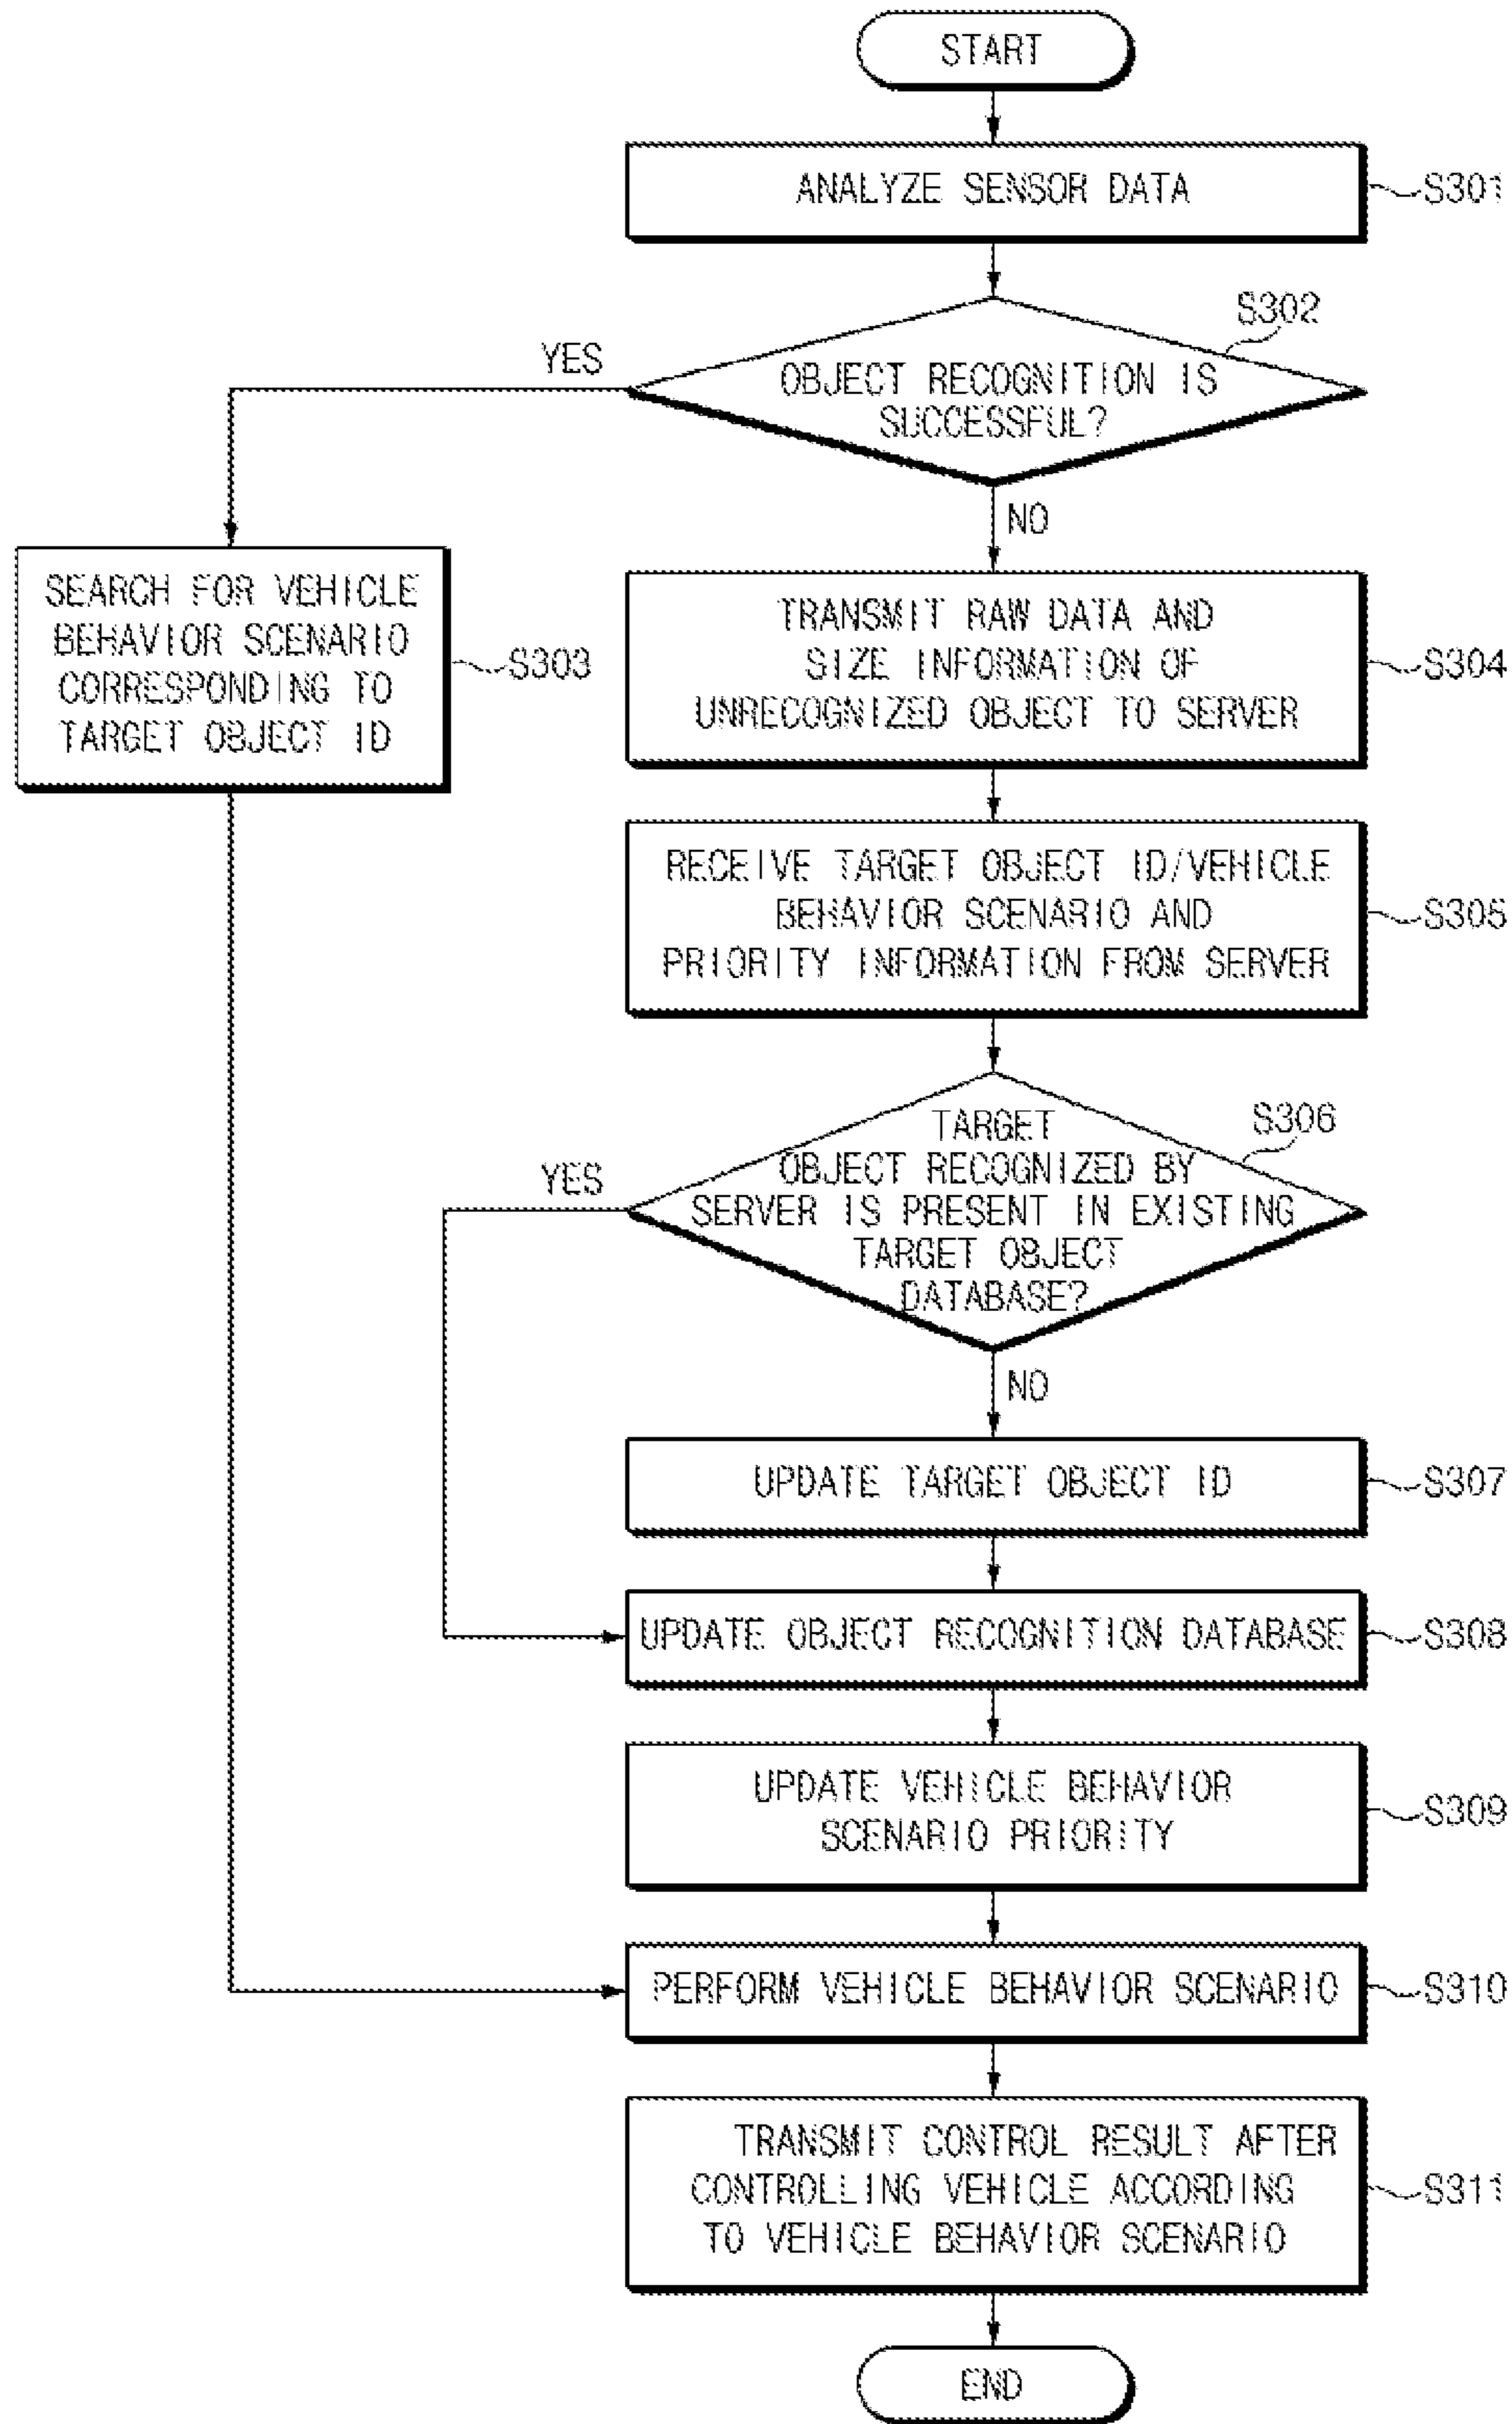 START
ANALYZE SENSOR DATA
S301
S302
YES
OBJECT RECOGNITION IS
SUCCESSFUL?
NO
SEARCH FOR VEHICLE
BEHAVIOR SCENARIO
CORRESPONDING TO
TARGET OBJECT ID
S303
TRANSMIT RAW DATA AND
SIZE INFORMATION OF
UNRECOGNIZED OBJECT TO SERVER
S304
RECEIVE TARGET OBJECT ID/VEHICLE
BEHAVIOR SCENARIO AND
PRIORITY INFORMATION FROM SERVER
S305
S306
YES
TARGET
OBJECT RECOGNIZED BY
SERVER IS PRESENT IN EXISTING
TARGET OBJECT
DATABASE?
NO
UPDATE TARGET OBJECT ID
S307
UPDATE OBJECT RECOGNITION DATABASE
S308
UPDATE VEHICLE BEHAVIOR
SCENARIO PRIORITY
S309
PERFORM VEHICLE BEHAVIOR SCENARIO
S310
TRANSMIT CONTROL RESULT AFTER
CONTROLLING VEHICLE ACCORDING
TO VEHICLE BEHAVIOR SCENARIO
S311
END